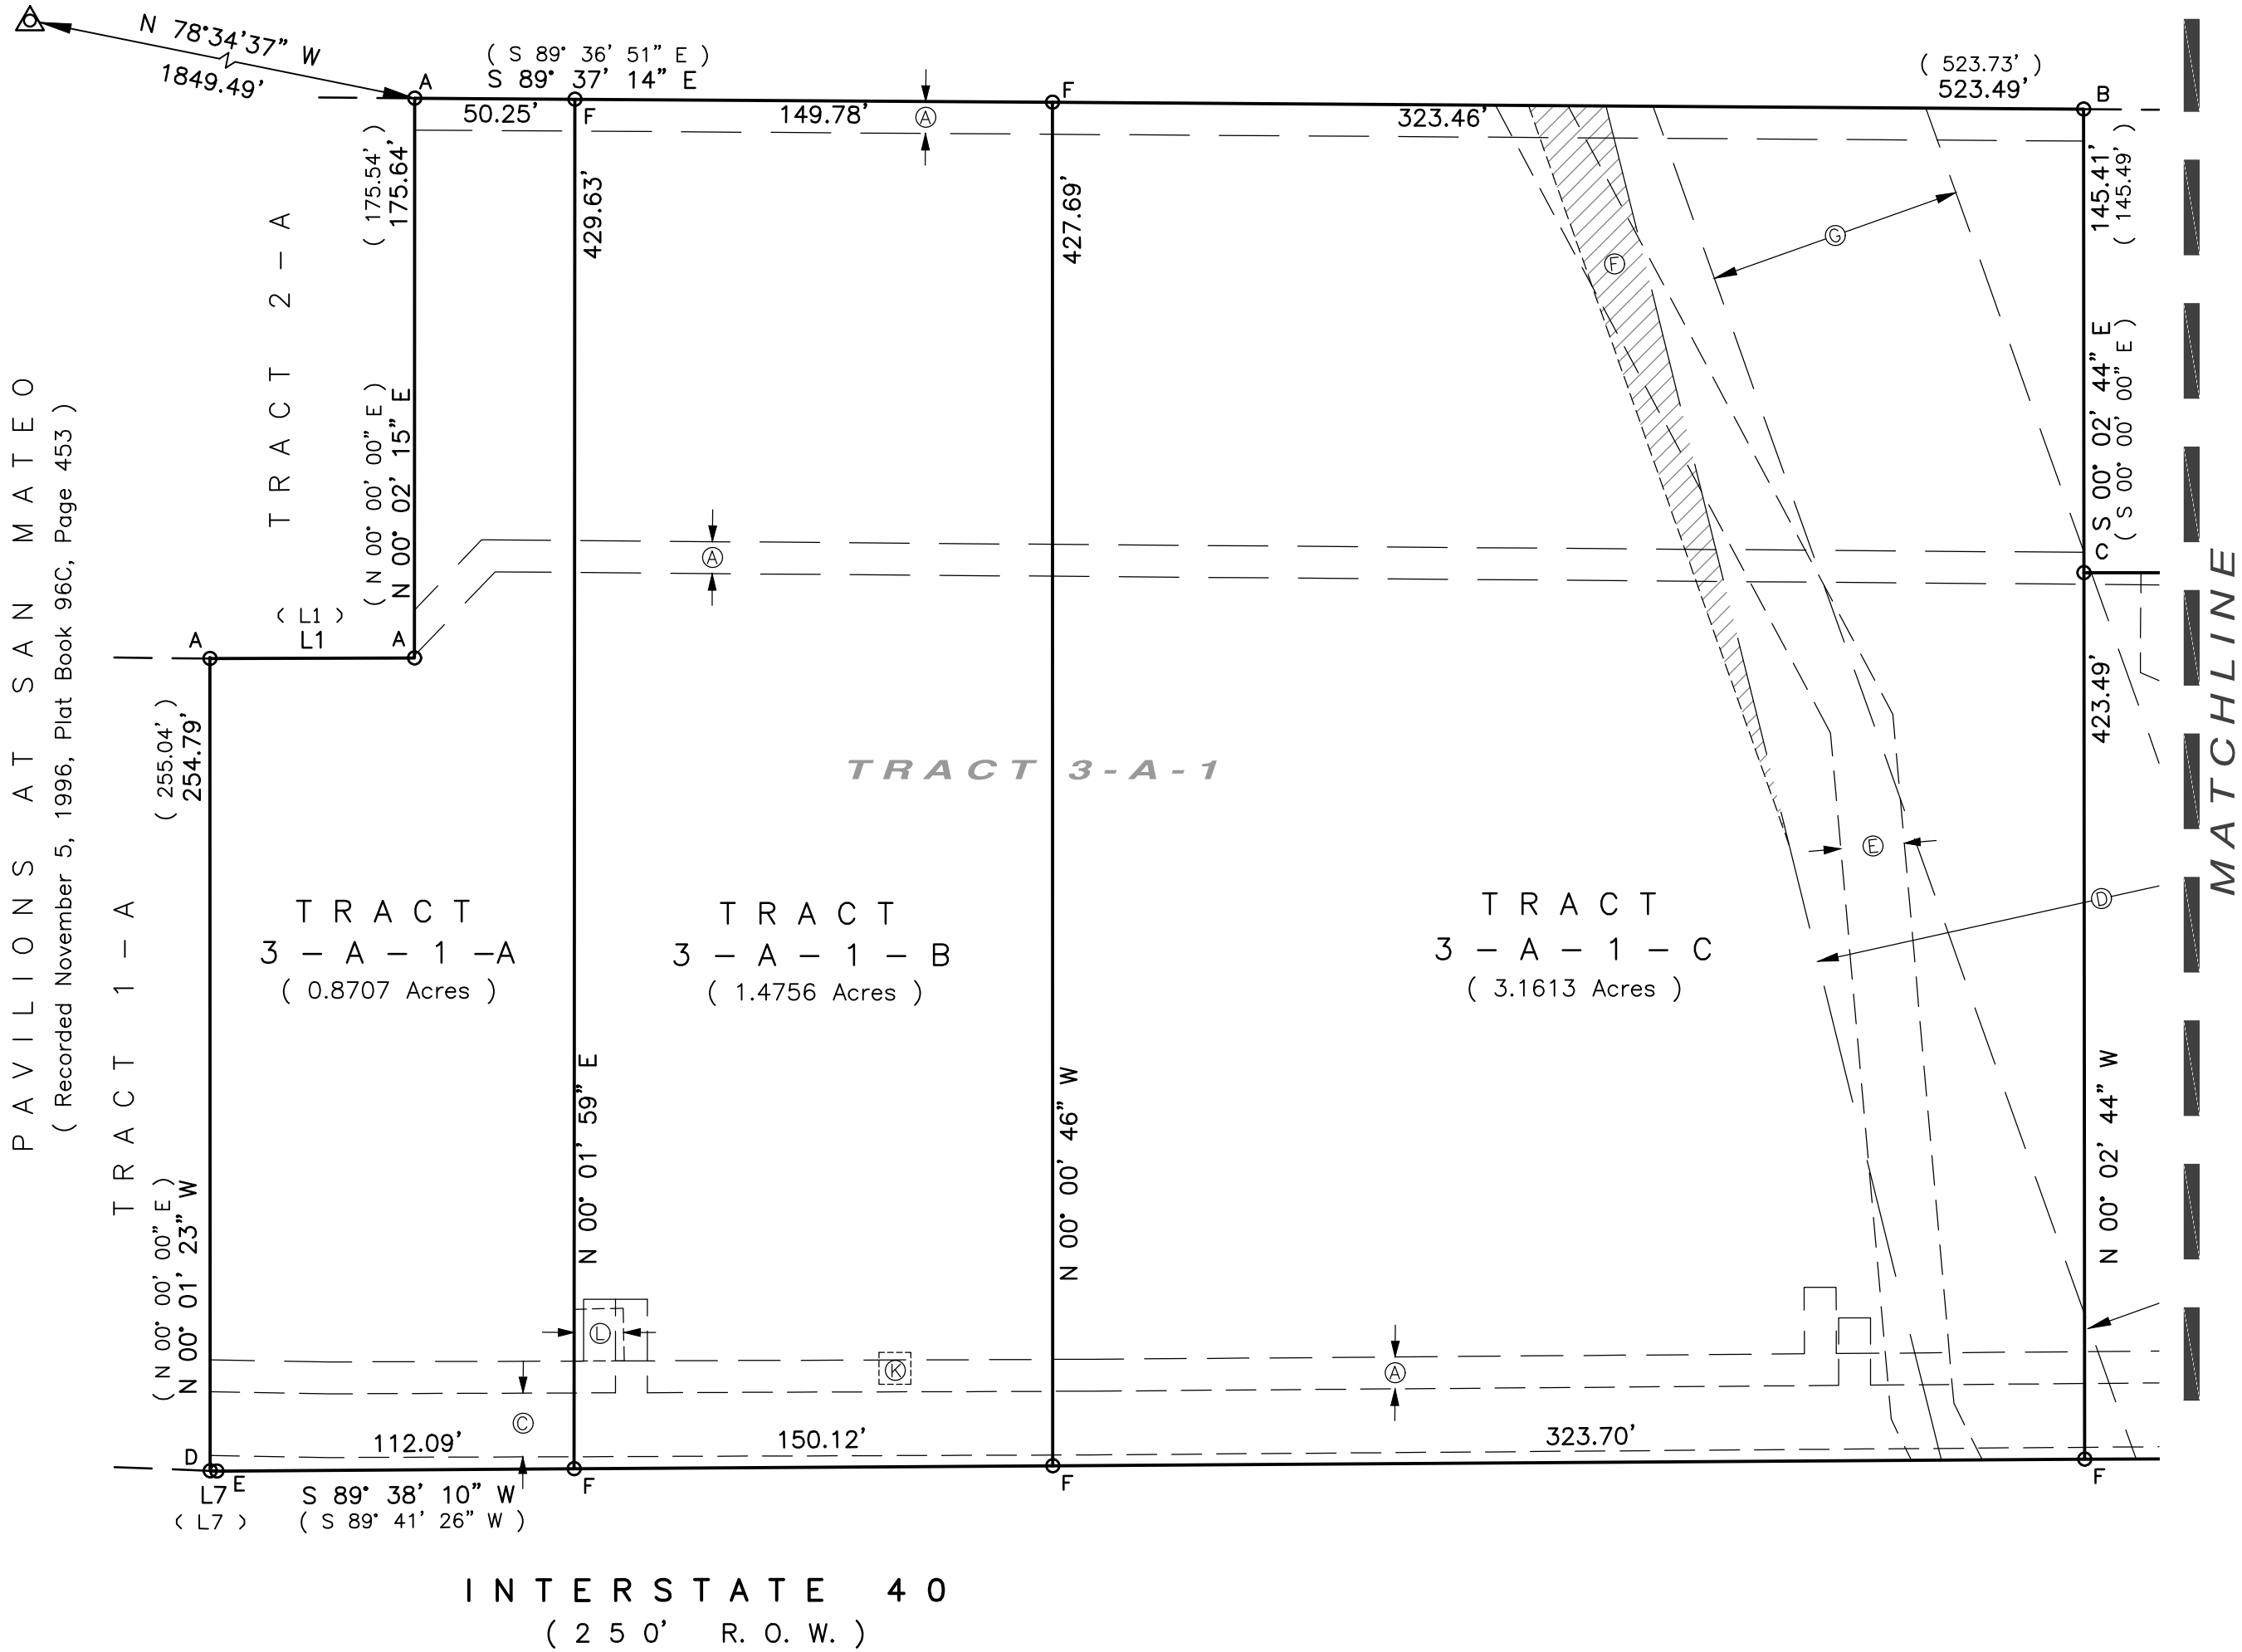 N 78°34'37" W
1849.49'
( S 89° 36' 51" E )
S 89° 37' 14" E
A
50.25'
F
149.78'
A
F
323.46'
( 523.73' )
523.49'
B
( 175.54' )
175.64'
429.63'
427.69'
145.41'
( 145.49' )
F
G
TRACT 2-A
( N 00° 00' 00" E )
N 00° 02' 15" E
S 00° 02' 44" E
( S 00° 00' 00" E )
A
C
( L1 )
L1
A
A
PAVILIONS AT SAN MATEO
( Recorded November 5, 1996, Plat Book 96C, Page 453 )
TRACT 1-A
( 255.04' )
254.79'
423.49'
MATCHLINE
TRACT 3-A-1
E
D
TRACT
3 - A - 1 -A
( 0.8707 Acres )
TRACT
3 - A - 1 - B
( 1.4756 Acres )
TRACT
3 - A - 1 - C
( 3.1613 Acres )
( N 00° 00' 00" E )
N 00° 01' 23" W
N 00° 01' 59" E
N 00° 00' 46" W
N 00° 02' 44" W
L
K
A
C
D
112.09'
150.12'
323.70'
E
F
F
F
L7
( L7 )
S 89° 38' 10" W
( S 89° 41' 26" W )
INTERSTATE 40
( 250' R. O. W. )